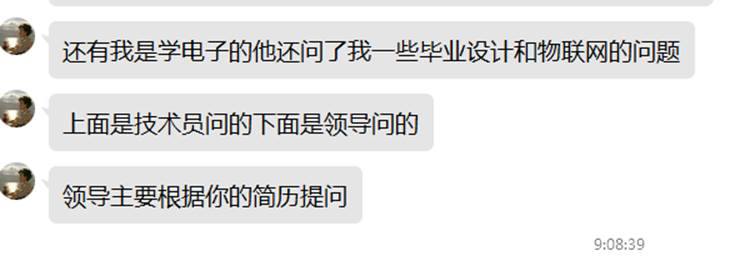 还有我是学电子的他还问了我一些毕业设计和物联网的问题
上面是技术员问的下面是领导问的
领导主要根据你的简历提问
9:08:39